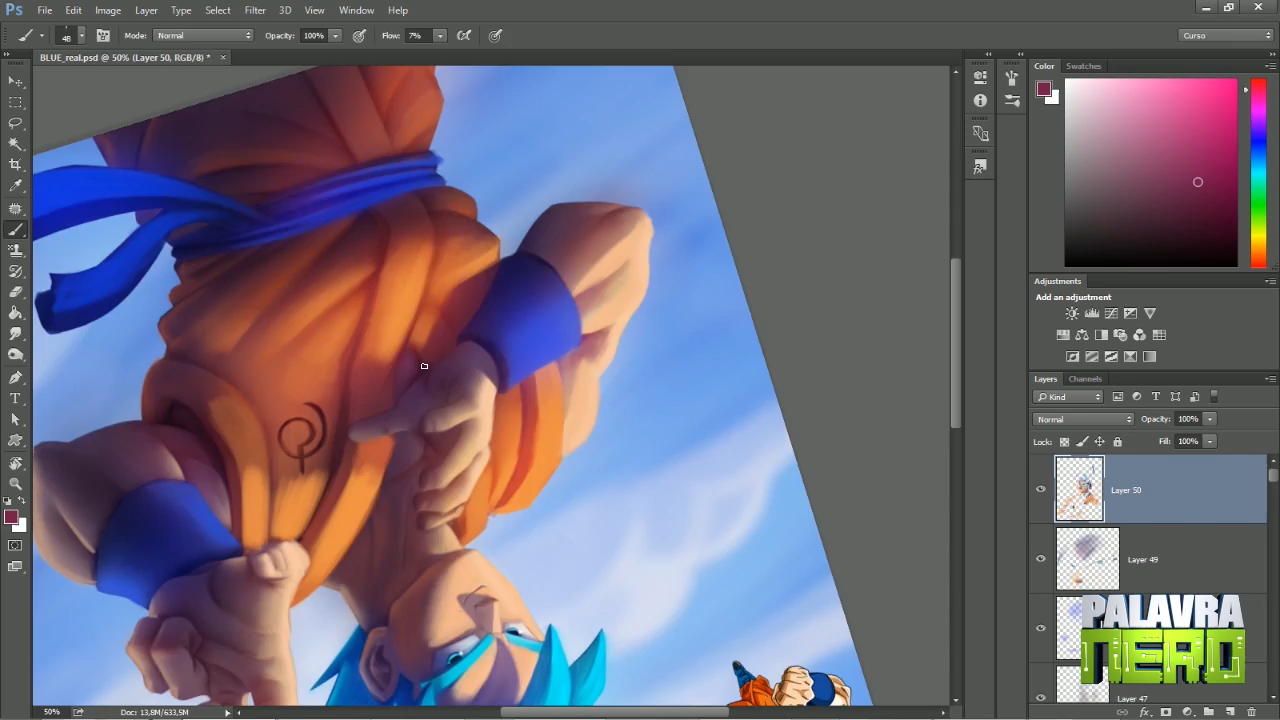 Ps File Edit Image Layer Type Select Filter 3D View Window Help
48 Mode: Normal Opacity: 100% Flow: 7% Curso
BLUE_real.psd @ 50% (Layer 50, RGB/8) * ×
Color Swatches
Adjustments
Add an adjustment
Layers Channels
Kind
Normal Opacity: 100%
Lock: Fill: 100%
Layer 50
Layer 49
PALAVRA
NERD
Layer 47
50% Doc: 13,8M/633,5M
fx